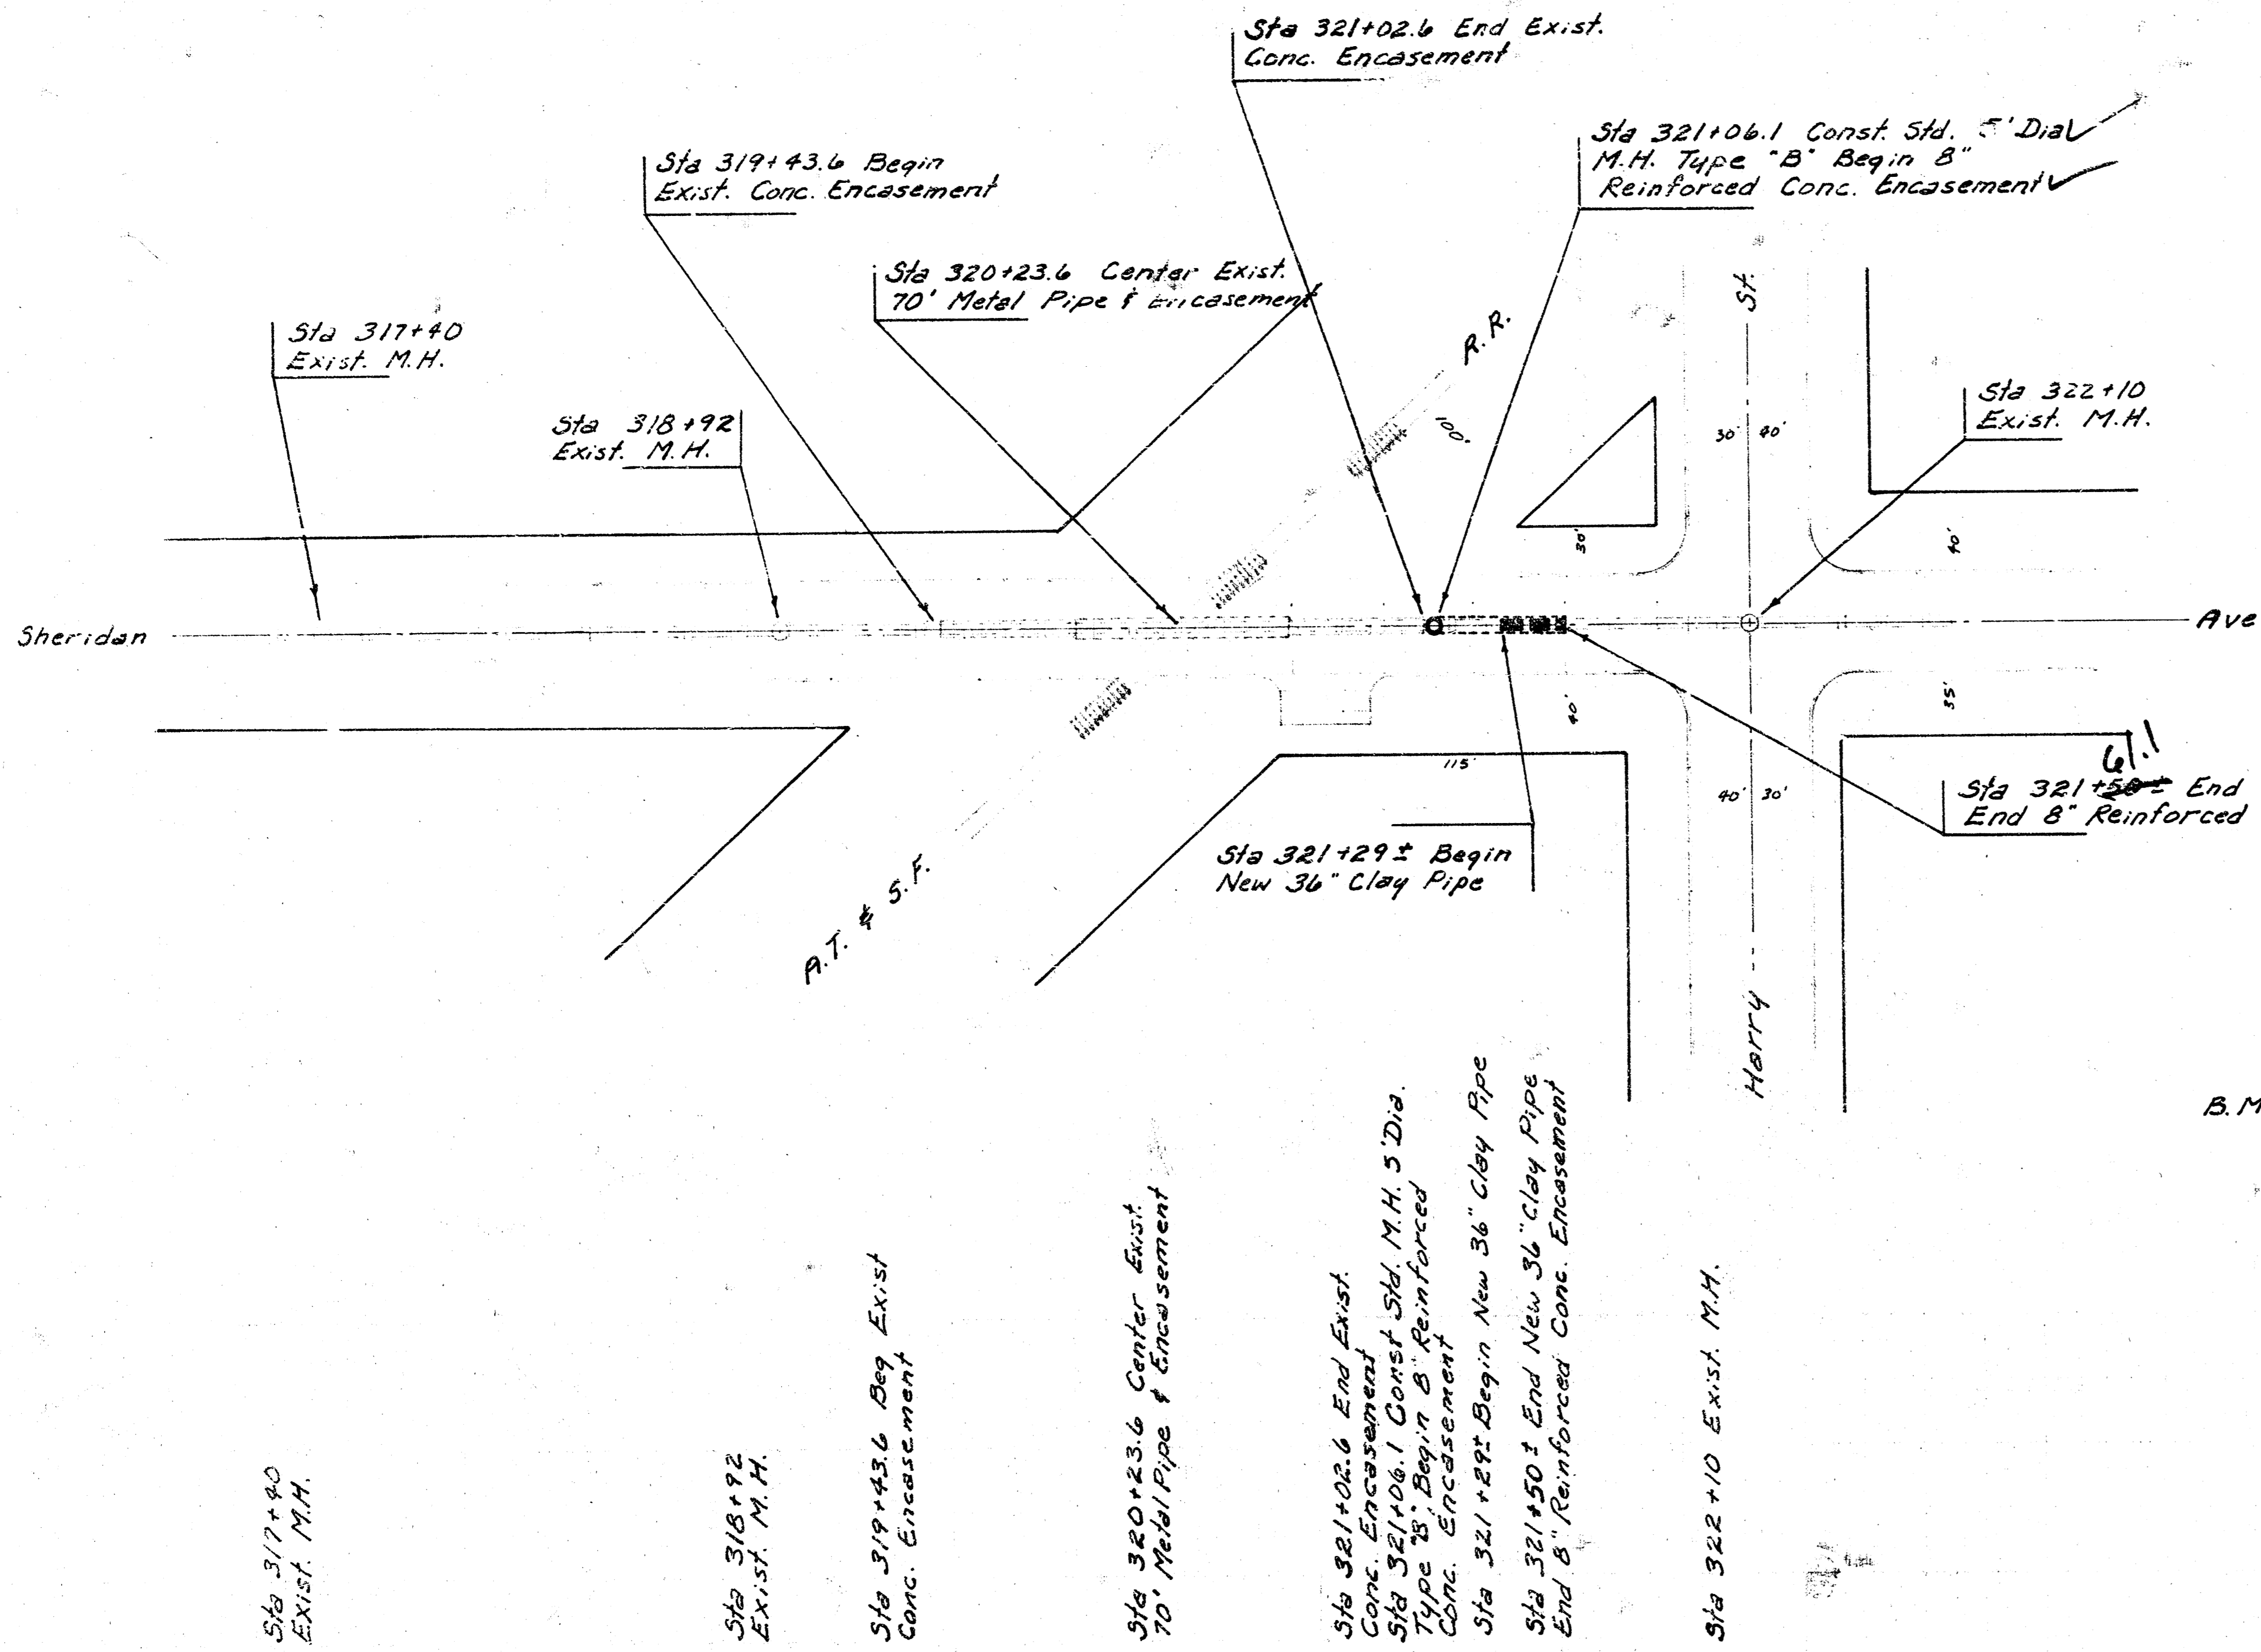 Sta 321+02.6 End Exist.
Conc. Encasement
Sta 321+06.1 Const. Std. 5' Dia
M.H. Type "B" Begin 8"
Reinforced Conc. Encasement
Sta 319+43.6 Begin
Exist. Conc. Encasement
Sta 320+23.6 Center Exist.
70' Metal Pipe & Encasement
Sta 317+40
Exist. M.H.
Sta 318+92
Exist. M.H.
R.R.
100'
St.
30' 40'
Sta 322+10
Exist. M.H.
30'
40'
Sheridan
Ave
40'
35'
115'
40' 30'
61.1
Sta 321+50± End
End 8" Reinforced
Sta 321+29± Begin
New 36" Clay Pipe
A.T. & S.F.
Harry
B.M
Sta 317+40
Exist. M.H.
Sta 318+92
Exist. M.H.
Sta 319+43.6 Beg Exist
Conc. Encasement
Sta 320+23.6 Center Exist.
70' Metal Pipe & Encasement
Sta 321+02.6 End Exist.
Conc. Encasement
Sta 321+06.1 Const Std. M.H. 5' Dia.
Type "B", Begin 8" Reinforced
Conc. Encasement
Sta 321+29± Begin New 36" Clay Pipe
Sta 321+50± End New 36" Clay Pipe
End 8" Reinforced Conc. Encasement
Sta 322+10 Exist. M.H.